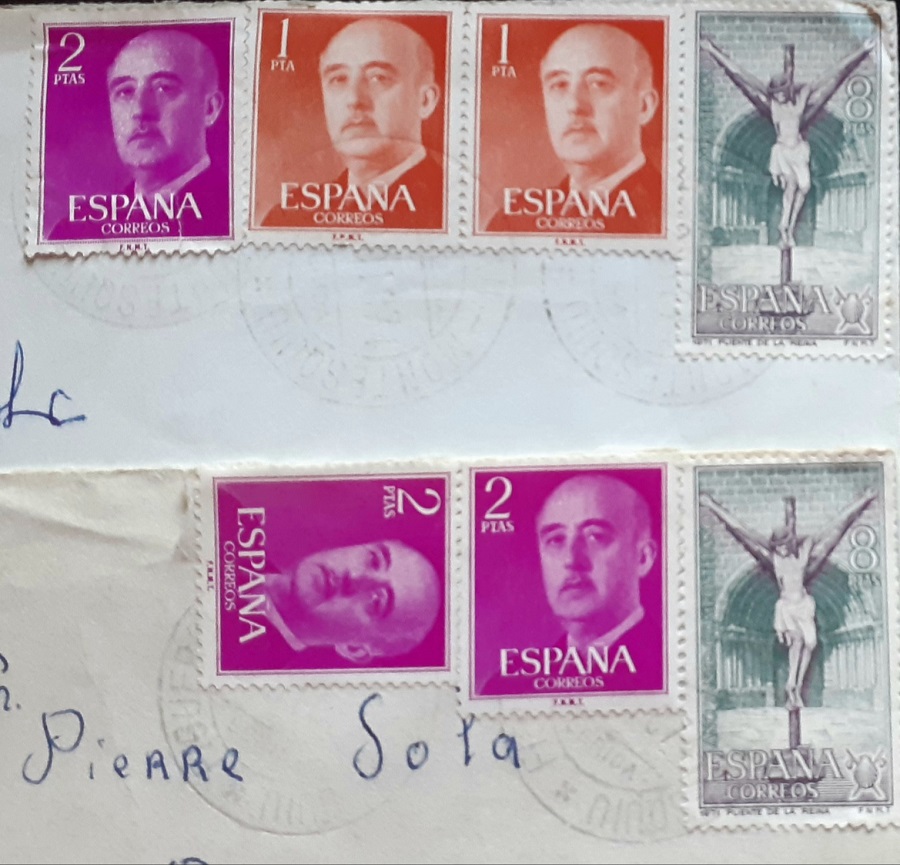 2
PTAS
ESPAÑA
CORREOS
F.N.M.T.
1
PTA
ESPAÑA
CORREOS
F.N.M.T.
1
PTA
ESPAÑA
CORREOS
F.N.M.T.
8
PTAS
ESPAÑA
CORREOS
1971 PUENTE DE LA REINA F.N.M.T
2
PTAS
ESPAÑA
CORREOS
F.N.M.T.
2
PTAS
ESPAÑA
CORREOS
F.N.M.T.
8
PTAS
ESPAÑA
CORREOS
1971 PUENTE DE LA REINA F.N.M.T
Pierre Sola